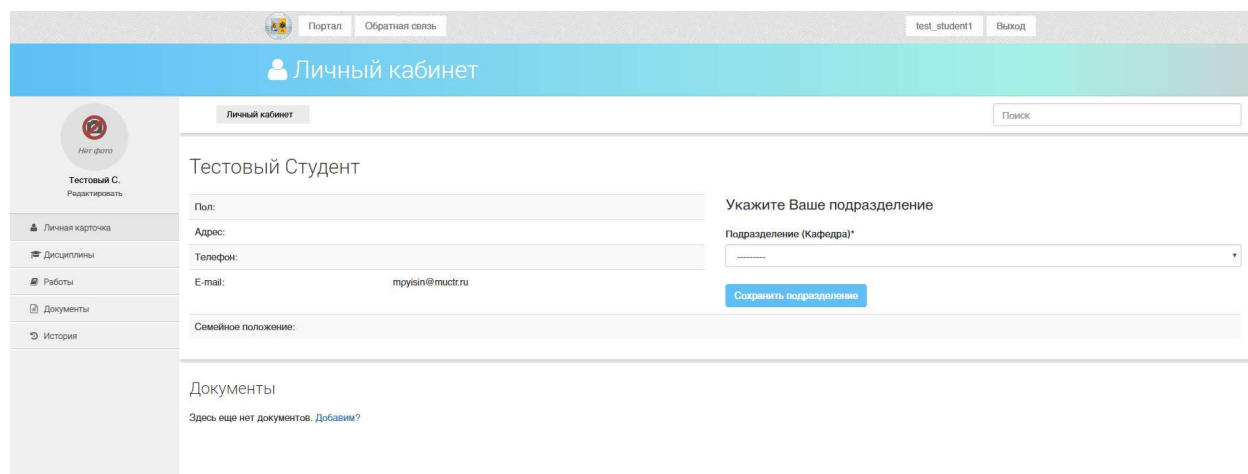 Портал Обратная связь test_student1 Выход
Личный кабинет
Личный кабинет Поиск
Нет фото
Тестовый С.
Редактировать
Личная карточка
Дисциплины
Работы
Документы
История
Тестовый Студент
Пол:
Адрес:
Телефон:
E-mail: mpyisin@muctr.ru
Семейное положение:
Укажите Ваше подразделение
Подразделение (Кафедра)*
---------
Сохранить подразделение
Документы
Здесь еще нет документов. Добавим?